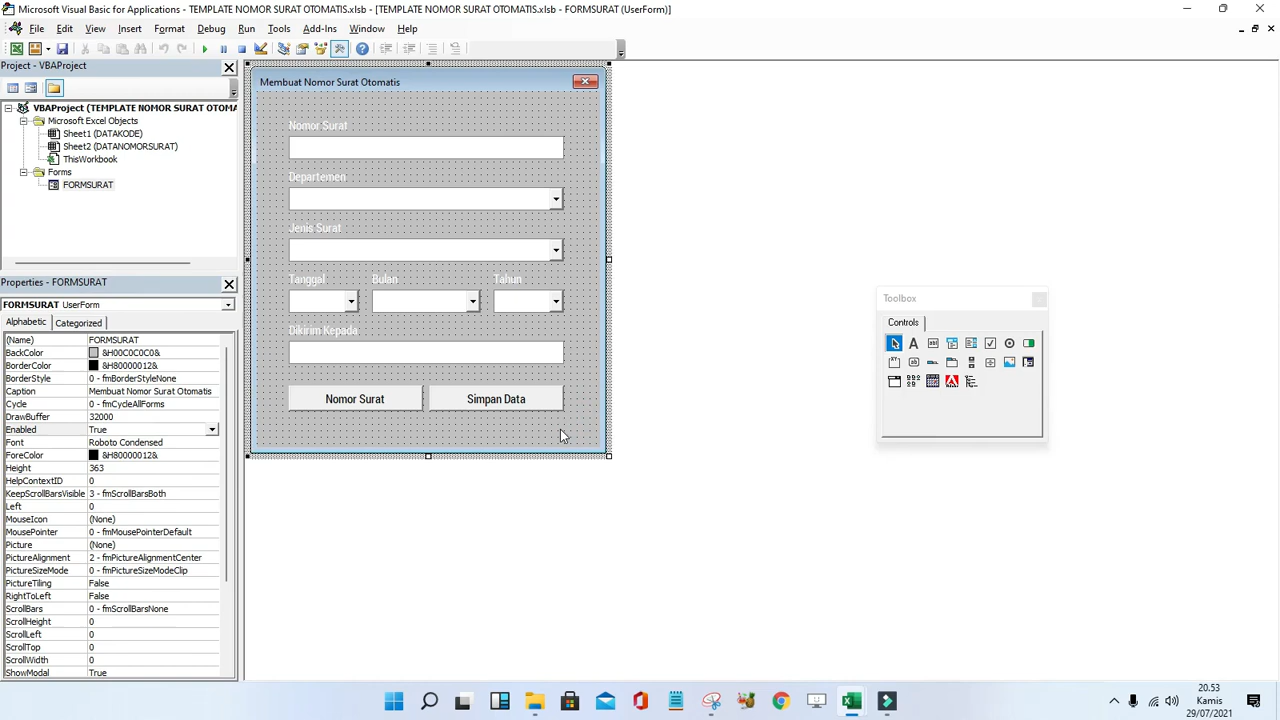 Microsoft Visual Basic for Applications - TEMPLATE NOMOR SURAT OTOMATIS.xlsb - [TEMPLATE NOMOR SURAT OTOMATIS.xlsb - FORMSURAT (UserForm)]
File Edit View Insert Format Debug Run Tools Add-Ins Window Help
Project - VBAProject
VBAProject (TEMPLATE NOMOR SURAT OTOMA
Microsoft Excel Objects
Sheet1 (DATAKODE)
Sheet2 (DATANOMORSURAT)
ThisWorkbook
Forms
FORMSURAT
Properties - FORMSURAT
FORMSURAT UserForm
Alphabetic Categorized
(Name) FORMSURAT
BackColor &H00C0C0C0&
BorderColor &H80000012&
BorderStyle 0 - fmBorderStyleNone
Caption Membuat Nomor Surat Otomatis
Cycle 0 - fmCycleAllForms
DrawBuffer 32000
Enabled True
Font Roboto Condensed
ForeColor &H80000012&
Height 363
HelpContextID 0
KeepScrollBarsVisible 3 - fmScrollBarsBoth
Left 0
MouseIcon (None)
MousePointer 0 - fmMousePointerDefault
Picture (None)
PictureAlignment 2 - fmPictureAlignmentCenter
PictureSizeMode 0 - fmPictureSizeModeClip
PictureTiling False
RightToLeft False
ScrollBars 0 - fmScrollBarsNone
ScrollHeight 0
ScrollLeft 0
ScrollTop 0
ScrollWidth 0
ShowModal True
Membuat Nomor Surat Otomatis
Nomor Surat
Departemen
Jenis Surat
Tanggal Bulan Tahun
Dikirim Kepada
Nomor Surat Simpan Data
Toolbox
Controls
20.53
Kamis
29/07/2021